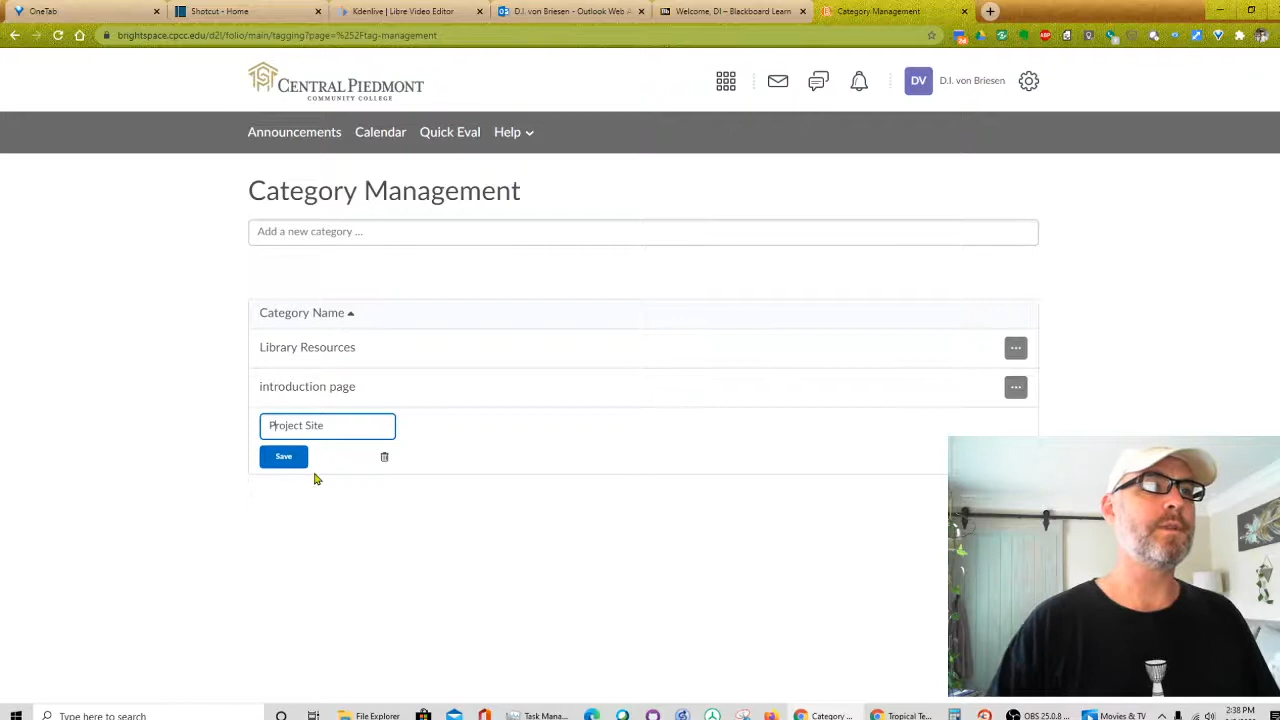 OneTab
Shotcut - Home
Kdenlive | Libre Video Editor
D.I. von Briesen - Outlook Web A
Welcome, DI – Blackboard Learn
Category Management
brightspace.cpcc.edu/d2l/folio/main/tagging?page=%252Ftag-management
CENTRAL PIEDMONT
COMMUNITY COLLEGE
DV
D.I. von Briesen
Announcements
Calendar
Quick Eval
Help
Category Management
Add a new category ...
Category Name
Library Resources
introduction page
Project Site
Save
Type here to search
File Explorer
Task Mana...
Category ...
Tropical Te...
OBS 25.0.8
Movies & TV
2:38 PM